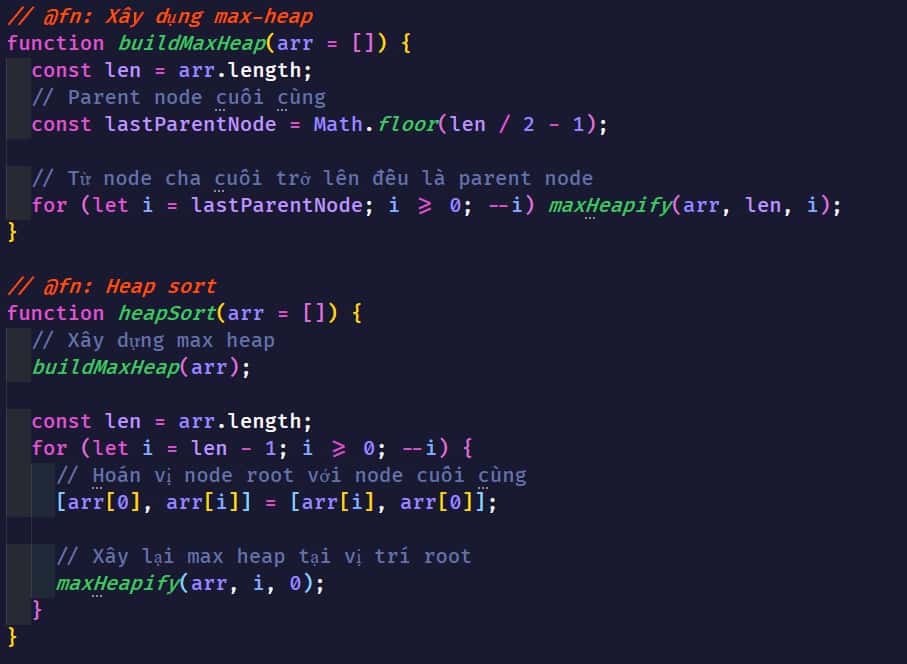 // @fn: Xây dựng max-heap
function buildMaxHeap(arr = []) {
const len = arr.length;
// Parent node cuối cùng
const lastParentNode = Math.floor(len / 2 - 1);
// Từ node cha cuối trở lên đều là parent node
for (let i = lastParentNode; i >= 0; --i) maxHeapify(arr, len, i);
}
// @fn: Heap sort
function heapSort(arr = []) {
// Xây dựng max heap
buildMaxHeap(arr);
const len = arr.length;
for (let i = len - 1; i >= 0; --i) {
// Hoán vị node root với node cuối cùng
[arr[0], arr[i]] = [arr[i], arr[0]];
// Xây lại max heap tại vị trí root
maxHeapify(arr, i, 0);
}
}